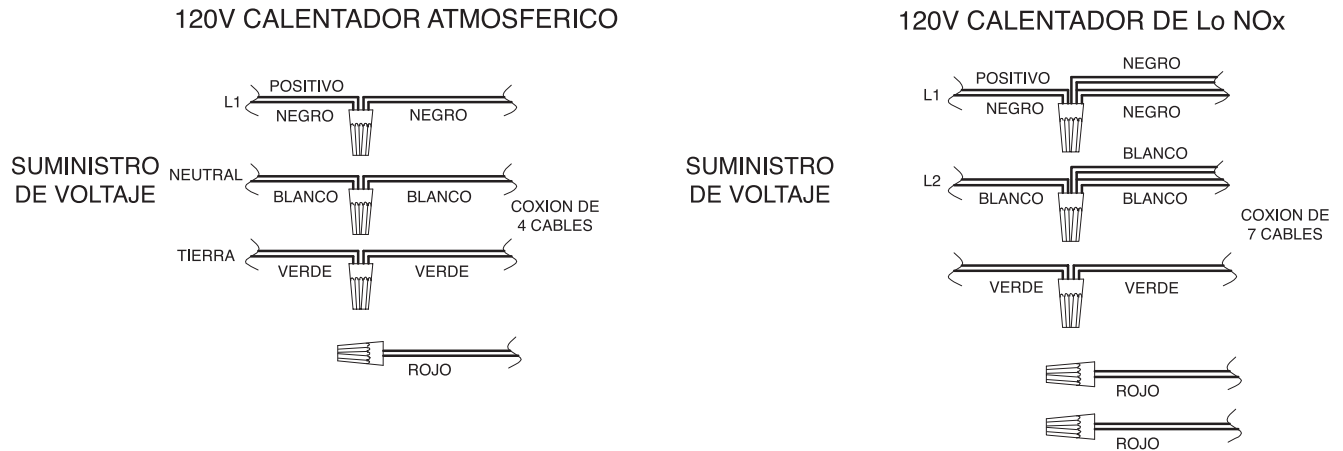 120V CALENTADOR ATMOSFERICO
SUMINISTRO
DE VOLTAJE
L1
POSITIVO
NEGRO
NEGRO
NEUTRAL
BLANCO
BLANCO
COXION DE
4 CABLES
TIERRA
VERDE
VERDE
ROJO
120V CALENTADOR DE Lo NOx
SUMINISTRO
DE VOLTAJE
L1
POSITIVO
NEGRO
NEGRO
NEGRO
L2
BLANCO
BLANCO
BLANCO
COXION DE
7 CABLES
VERDE
VERDE
ROJO
ROJO